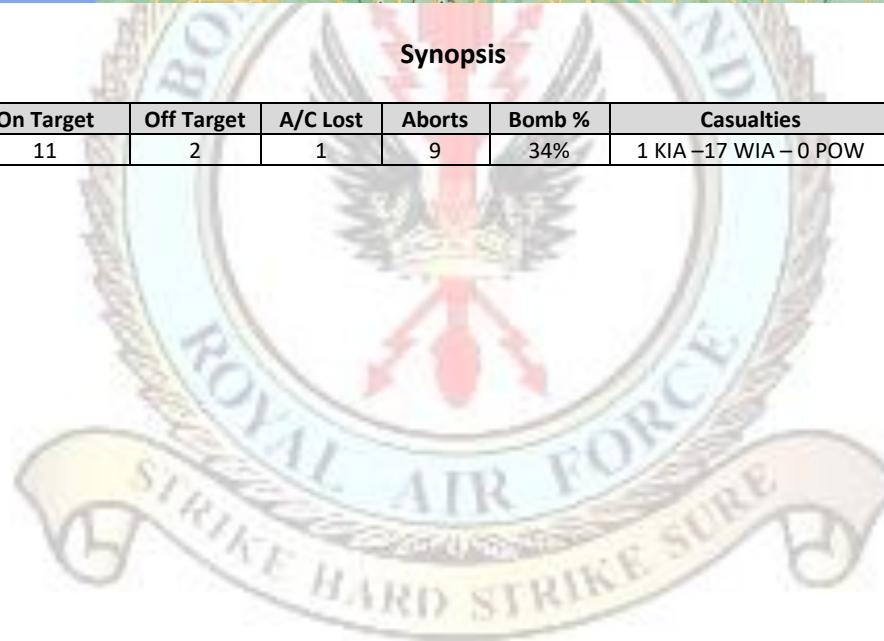 Synopsis
On Target Off Target A/C Lost Aborts Bomb % Casualties
11 2 1 9 34% 1 KIA –17 WIA – 0 POW
ROYAL AIR FORCE
STRIKE HARD STRIKE SURE